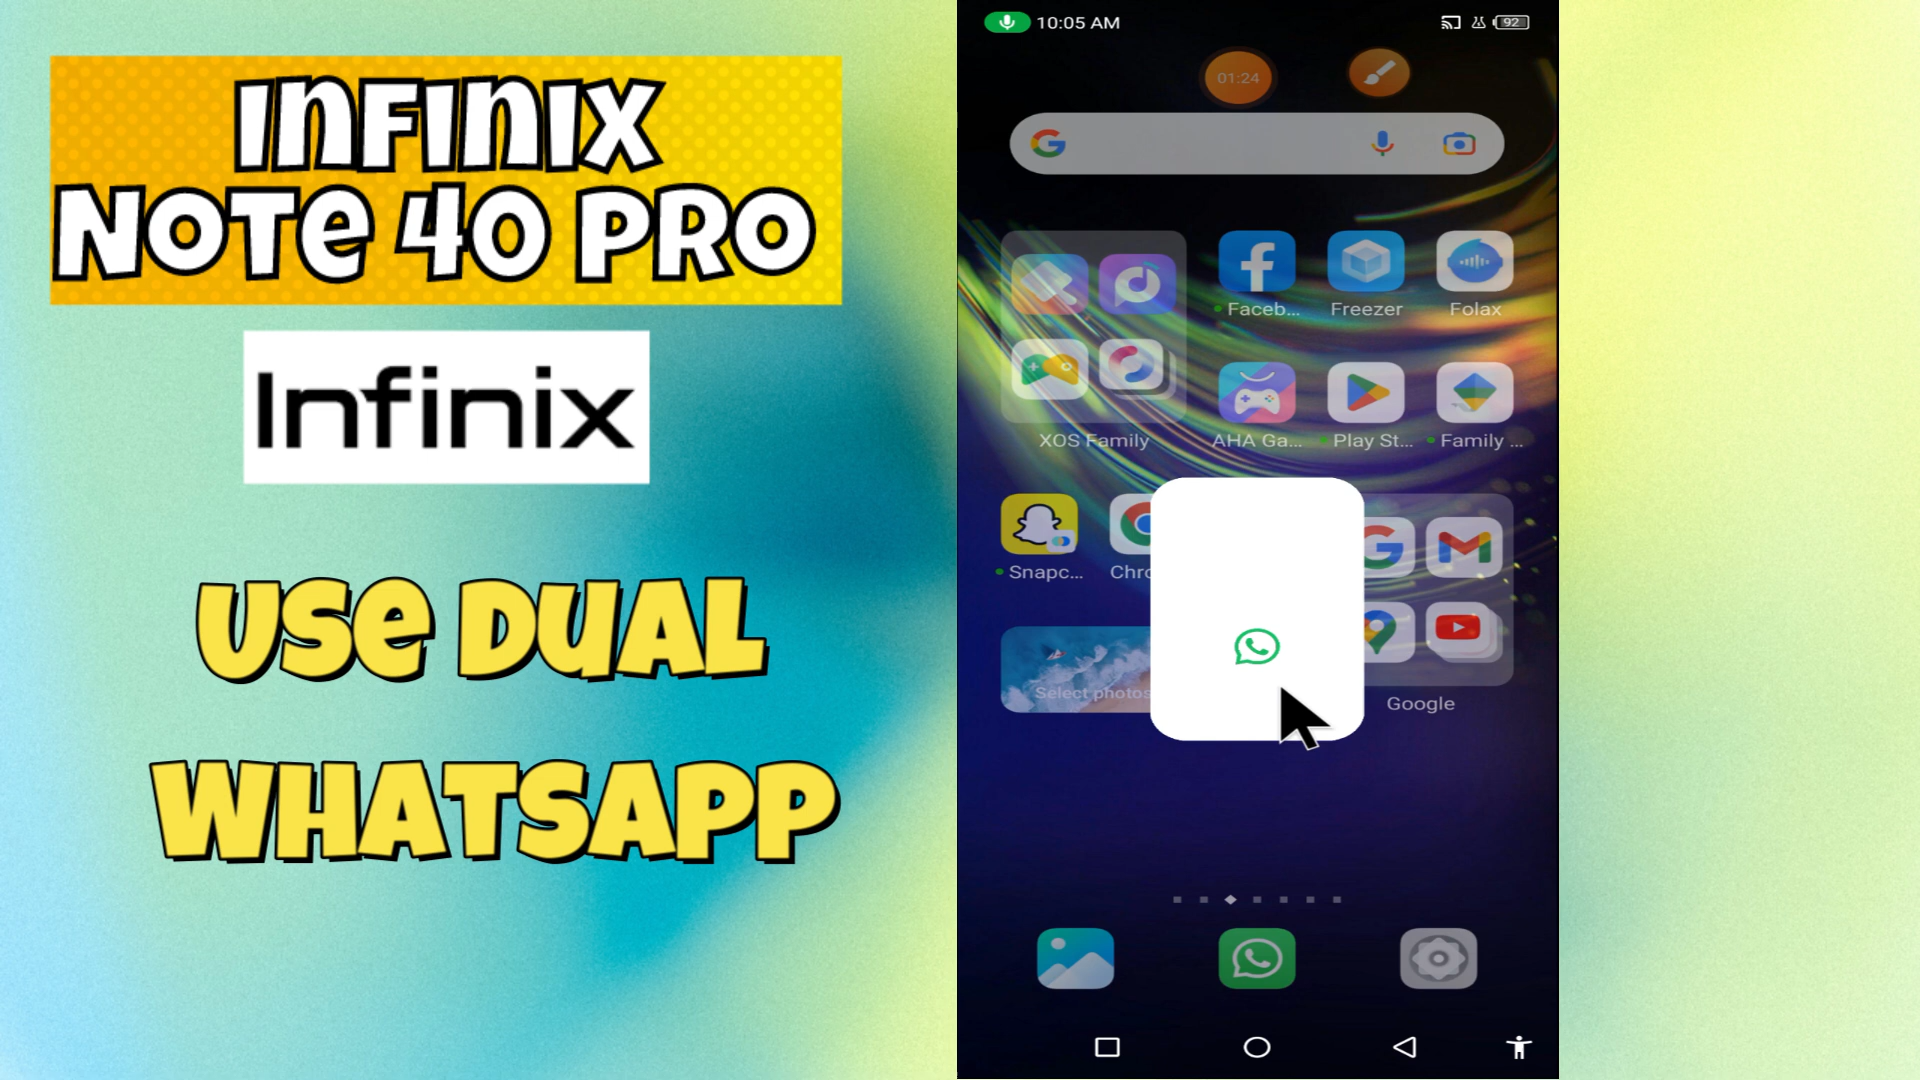 INFINIX
NOTE 40 PRO
Infinix
USE DUAL
WHATSAPP
10:05 AM
92
01:24
Faceb...
Freezer
Folax
XOS Family
AHA Ga...
Play St...
Family ...
Snapc...
Chro
Select photos
Google